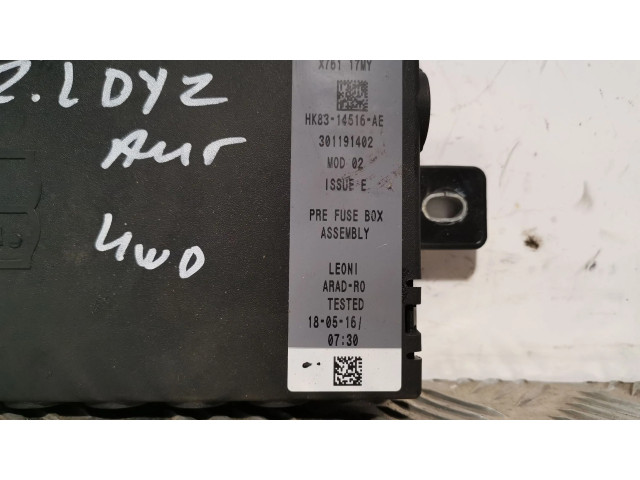 2.2 DYZ
AUT
4WD
X761 17MY
HK83-14516-AE
301191402
MOD 02
ISSUE E
PRE FUSE BOX
ASSEMBLY
LEONI
ARAD-RO
TESTED
18-05-16/
07:30